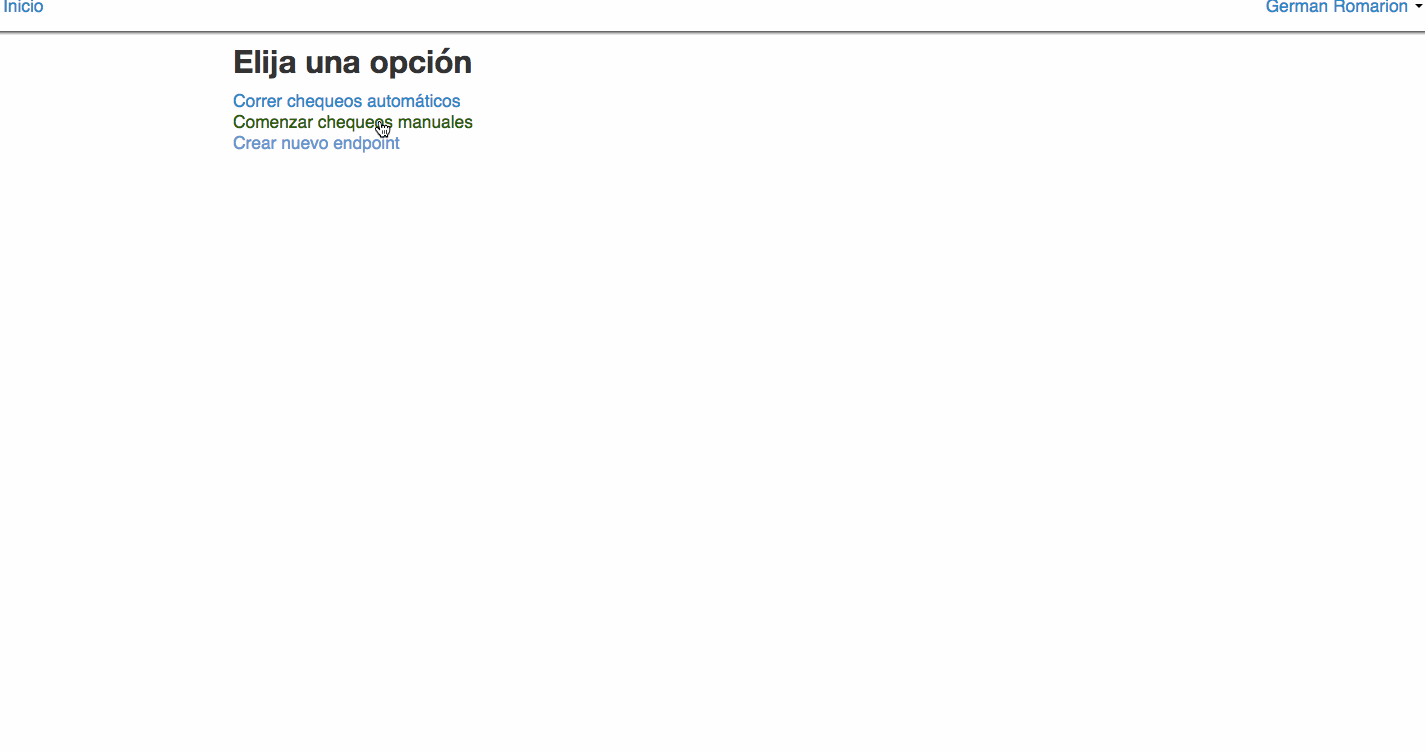 Inicio
German Romarion
Elija una opción
Correr chequeos automáticos
Comenzar chequeos manuales
Crear nuevo endpoint